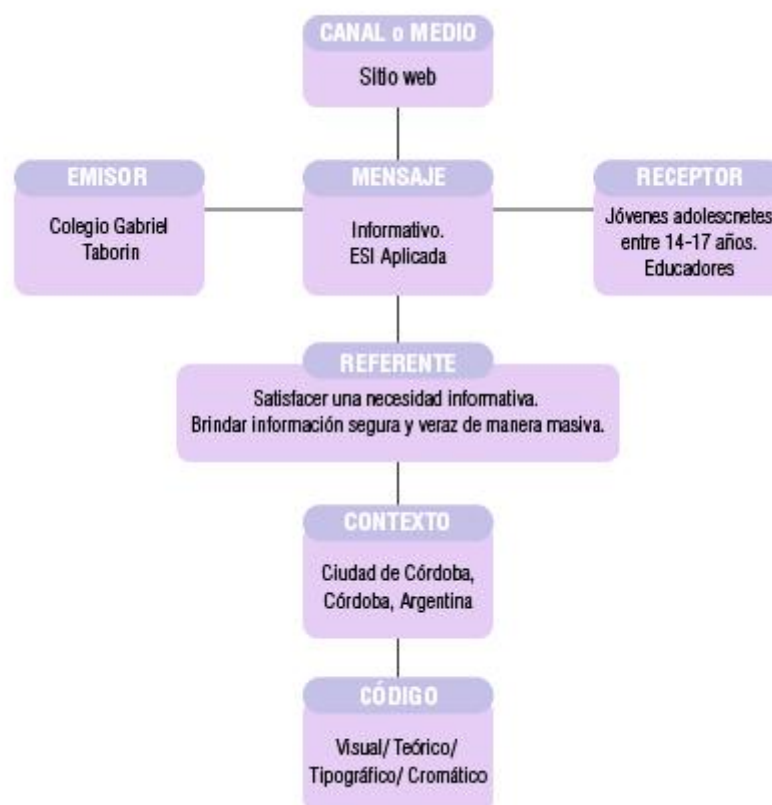 CANAL o MEDIO
Sitio web
EMISOR
Colegio Gabriel
Taborin
MENSAJE
Informativo.
ESI Aplicada
RECEPTOR
Jóvenes adolescnetes
entre 14-17 años.
Educadores
REFERENTE
Satisfacer una necesidad informativa.
Brindar información segura y veraz de manera masiva.
CONTEXTO
Ciudad de Córdoba,
Córdoba, Argentina
CÓDIGO
Visual/ Teórico/
Tipográfico/ Cromático